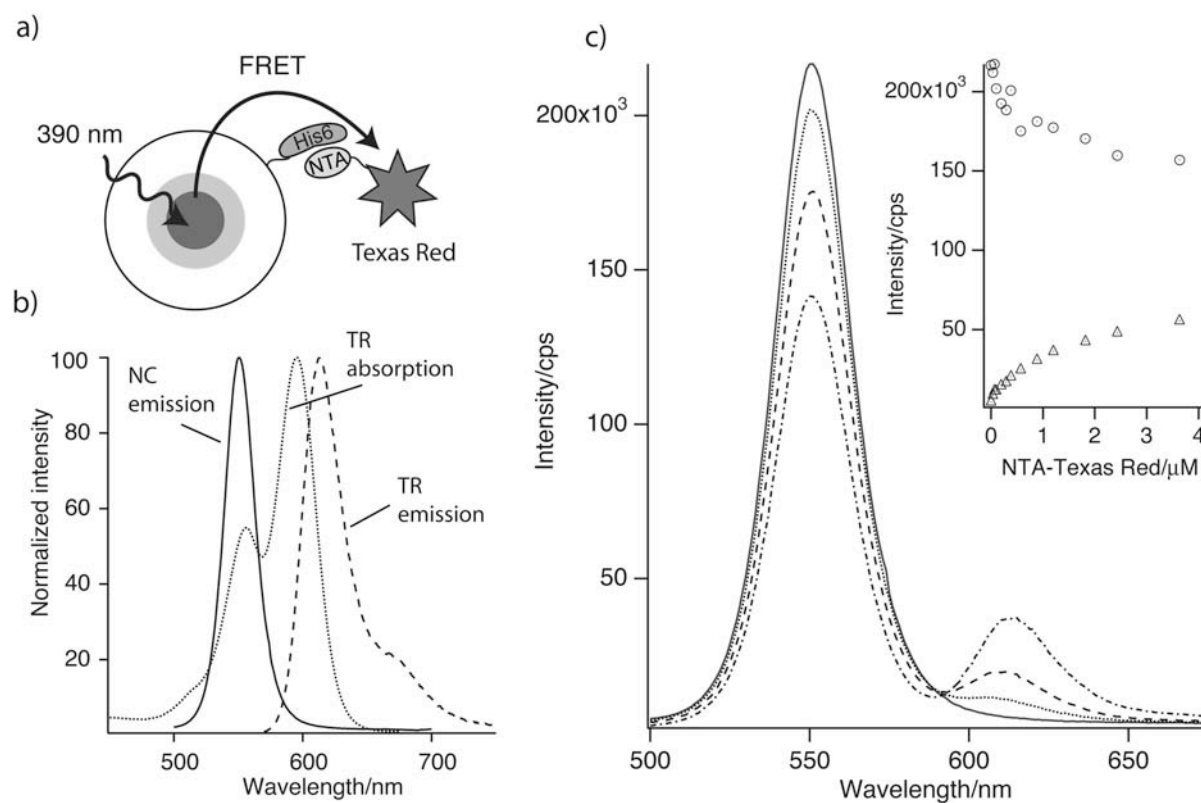 a)
FRET
390 nm
His6
NTA
Texas Red
b)
100
80
60
40
20
Normalized intensity
NC
emission
TR
absorption
TR
emission
500
600
700
Wavelength/nm
c)
200x10³
150
100
50
Intensity/cps
500
550
600
650
Wavelength/nm
200x10³
150
100
50
Intensity/cps
0
1
2
3
4
NTA-Texas Red/μM